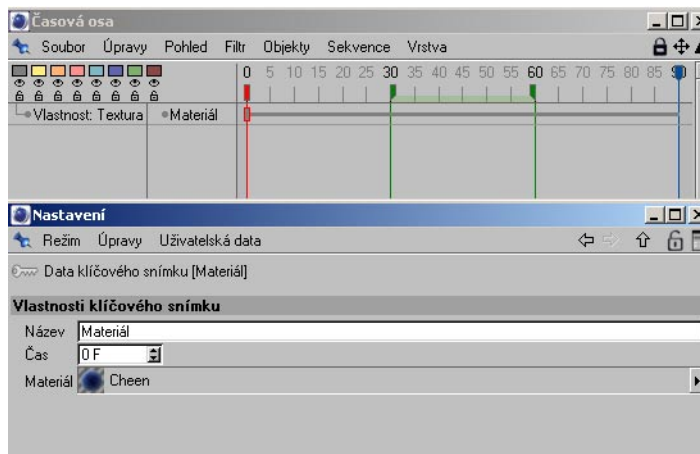 Časová osa
Soubor Úpravy Pohled Filtr Objekty Sekvence Vrstva
0 5 10 15 20 25 30 35 40 45 50 55 60 65 70 75 80 85 90
Vlastnost: Textura Materiál
Nastavení
Režim Úpravy Uživatelská data
Data klíčového snímku [Materiál]
Vlastnosti klíčového snímku
Název Materiál
Čas 0 F
Materiál Cheen